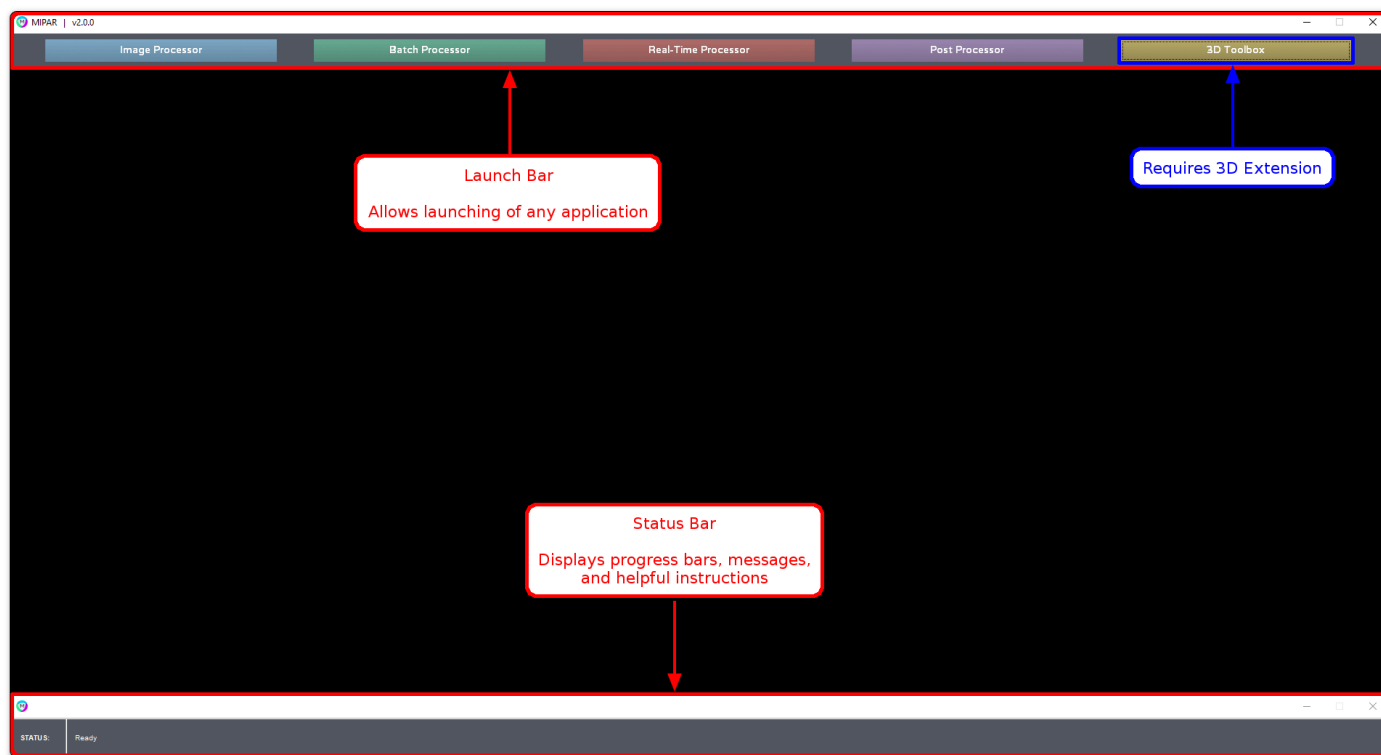 MIPAR | v2.0.0
Image Processor
Batch Processor
Real-Time Processor
Post Processor
3D Toolbox
Launch Bar
Allows launching of any application
Requires 3D Extension
Status Bar
Displays progress bars, messages,
and helpful instructions
STATUS:
Ready